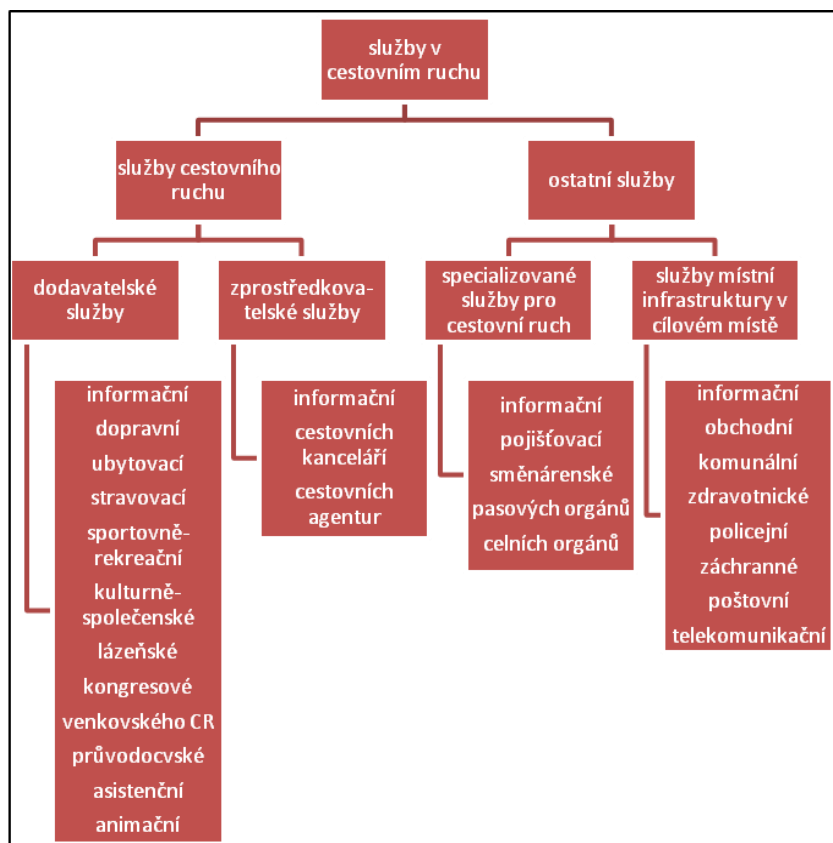 služby v
cestovním ruchu
služby cestovního
ruchu
ostatní služby
dodavatelské
služby
zprostředkova-
telské služby
specializované
služby pro
cestovní ruch
služby místní
infrastruktury v
cílovém místě
informační
dopravní
ubytovací
stravovací
sportovně-
rekreační
kulturně-
společenské
lázeňské
kongresové
venkovského CR
průvodocvské
asistenční
animační
informační
cestovních
kanceláří
cestovních
agentur
informační
pojišťovací
směnárenské
pasových orgánů
celních orgánů
informační
obchodní
komunální
zdravotnické
policejní
záchranné
poštovní
telekomunikační